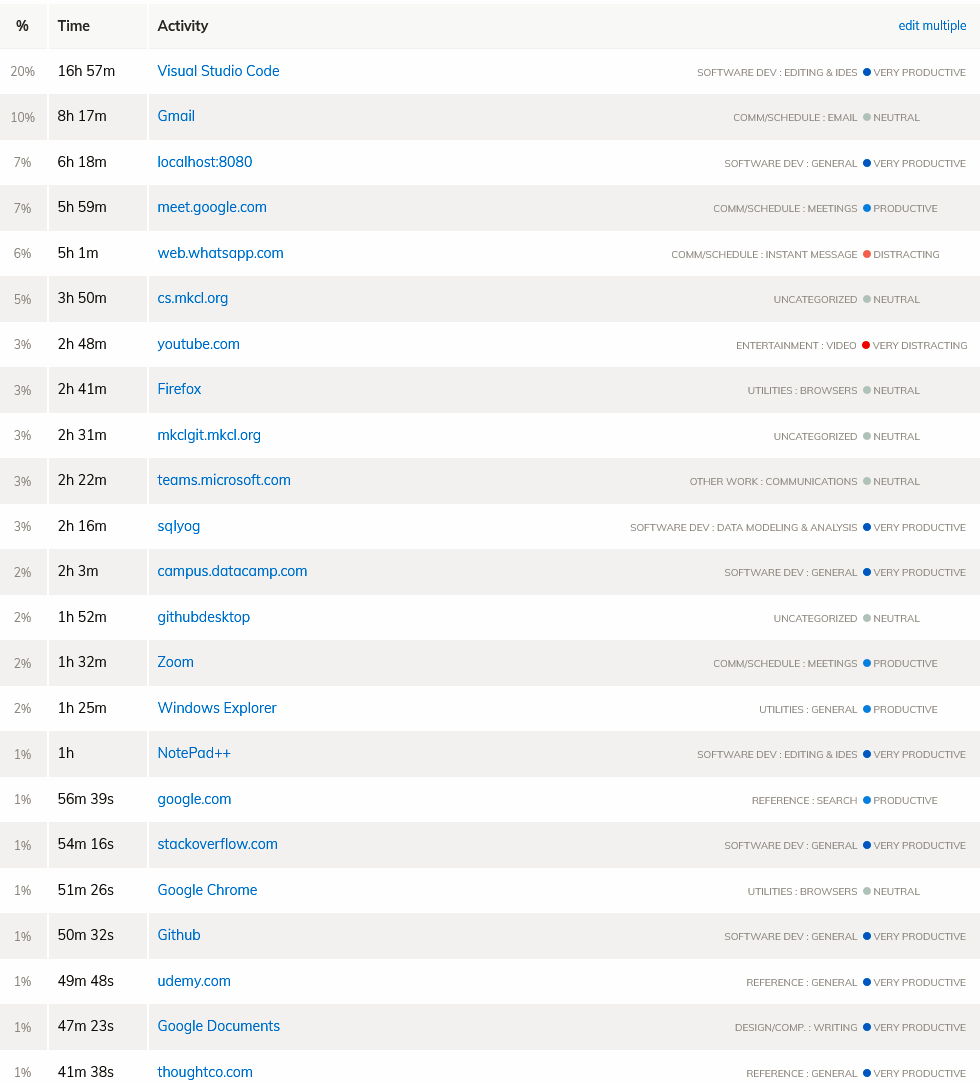 % Time Activity edit multiple
20% 16h 57m Visual Studio Code SOFTWARE DEV : EDITING & IDES VERY PRODUCTIVE
10% 8h 17m Gmail COMM/SCHEDULE : EMAIL NEUTRAL
7% 6h 18m localhost:8080 SOFTWARE DEV : GENERAL VERY PRODUCTIVE
7% 5h 59m meet.google.com COMM/SCHEDULE : MEETINGS PRODUCTIVE
6% 5h 1m web.whatsapp.com COMM/SCHEDULE : INSTANT MESSAGE DISTRACTING
5% 3h 50m cs.mkcl.org UNCATEGORIZED NEUTRAL
3% 2h 48m youtube.com ENTERTAINMENT : VIDEO VERY DISTRACTING
3% 2h 41m Firefox UTILITIES : BROWSERS NEUTRAL
3% 2h 31m mkclgit.mkcl.org UNCATEGORIZED NEUTRAL
3% 2h 22m teams.microsoft.com OTHER WORK : COMMUNICATIONS NEUTRAL
3% 2h 16m sqlyog SOFTWARE DEV : DATA MODELING & ANALYSIS VERY PRODUCTIVE
2% 2h 3m campus.datacamp.com SOFTWARE DEV : GENERAL VERY PRODUCTIVE
2% 1h 52m githubdesktop UNCATEGORIZED NEUTRAL
2% 1h 32m Zoom COMM/SCHEDULE : MEETINGS PRODUCTIVE
2% 1h 25m Windows Explorer UTILITIES : GENERAL PRODUCTIVE
1% 1h NotePad++ SOFTWARE DEV : EDITING & IDES VERY PRODUCTIVE
1% 56m 39s google.com REFERENCE : SEARCH PRODUCTIVE
1% 54m 16s stackoverflow.com SOFTWARE DEV : GENERAL VERY PRODUCTIVE
1% 51m 26s Google Chrome UTILITIES : BROWSERS NEUTRAL
1% 50m 32s Github SOFTWARE DEV : GENERAL VERY PRODUCTIVE
1% 49m 48s udemy.com REFERENCE : GENERAL VERY PRODUCTIVE
1% 47m 23s Google Documents DESIGN/COMP. : WRITING VERY PRODUCTIVE
1% 41m 38s thoughtco.com REFERENCE : GENERAL VERY PRODUCTIVE